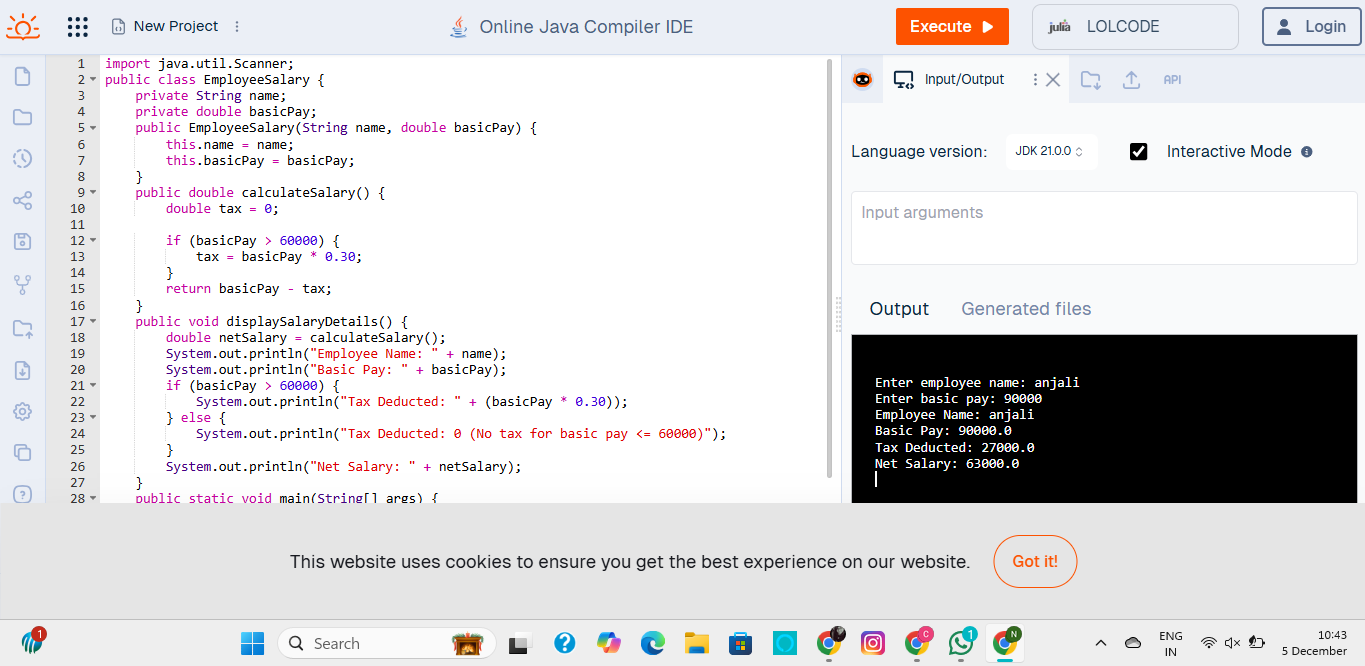 New Project
Online Java Compiler IDE
Execute
julia LOLCODE
Login
1 import java.util.Scanner;
2 public class EmployeeSalary {
3     private String name;
4     private double basicPay;
5     public EmployeeSalary(String name, double basicPay) {
6         this.name = name;
7         this.basicPay = basicPay;
8     }
9     public double calculateSalary() {
10         double tax = 0;
11
12         if (basicPay > 60000) {
13             tax = basicPay * 0.30;
14         }
15         return basicPay - tax;
16     }
17     public void displaySalaryDetails() {
18         double netSalary = calculateSalary();
19         System.out.println("Employee Name: " + name);
20         System.out.println("Basic Pay: " + basicPay);
21         if (basicPay > 60000) {
22             System.out.println("Tax Deducted: " + (basicPay * 0.30));
23         } else {
24             System.out.println("Tax Deducted: 0 (No tax for basic pay <= 60000)");
25         }
26         System.out.println("Net Salary: " + netSalary);
27     }
28     public static void main(String[] args) {
Input/Output
API
Language version:
JDK 21.0.0
Interactive Mode
Input arguments
Output
Generated files
Enter employee name: anjali
Enter basic pay: 90000
Employee Name: anjali
Basic Pay: 90000.0
Tax Deducted: 27000.0
Net Salary: 63000.0
This website uses cookies to ensure you get the best experience on our website.
Got it!
1
Search
C
1
N
ENG
IN
10:43
5 December